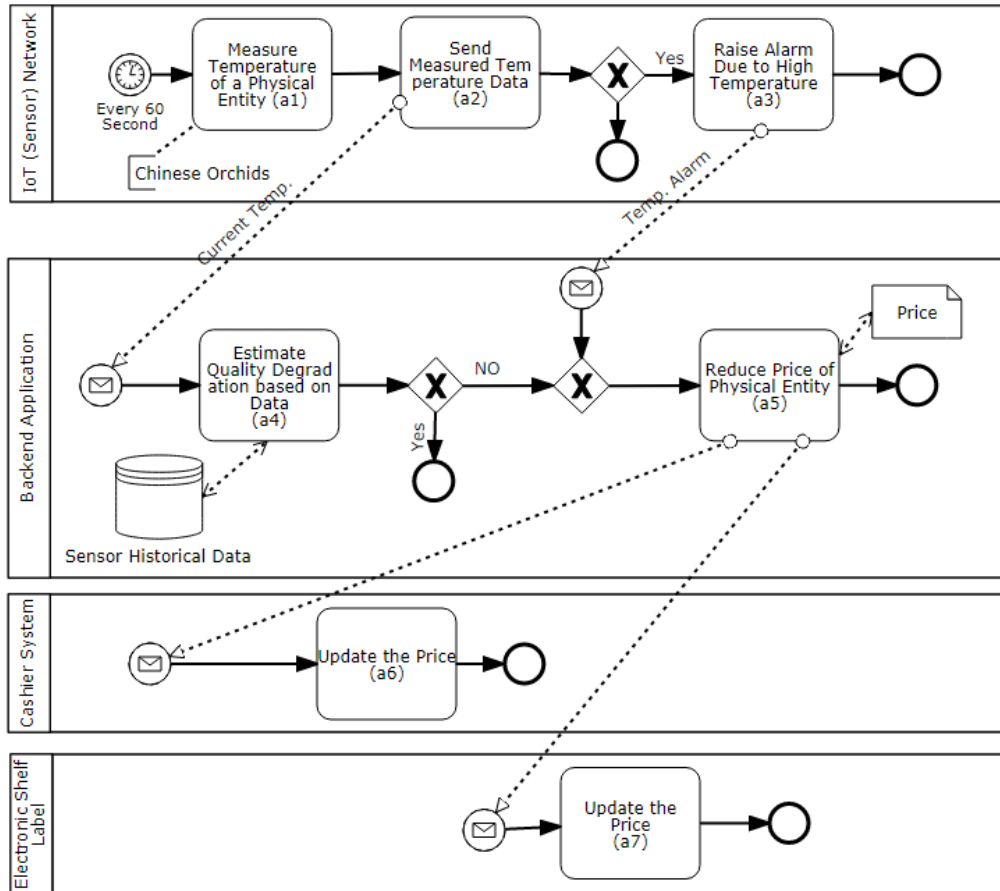 IoT (Sensor) Network
Every 60
Second
Measure
Temperature
of a Physical
Entity (a1)
Chinese Orchids
Send
Measured Tem
perature Data
(a2)
Yes
Raise Alarm
Due to High
Temperature
(a3)
Current Temp.
Temp. Alarm
Backend Application
Estimate
Quality Degrad
ation based on
Data
(a4)
Sensor Historical Data
NO
Yes
Reduce Price of
Physical Entity
(a5)
Price
Cashier System
Update the Price
(a6)
Electronic Shelf
Label
Update the
Price
(a7)